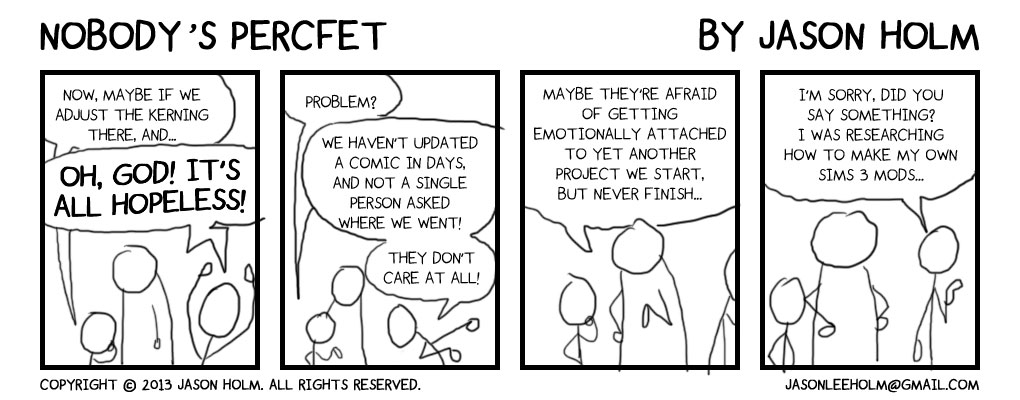 NOBODY'S PERCFET
BY JASON HOLM
NOW, MAYBE IF WE
ADJUST THE KERNING
THERE, AND...
OH, GOD! IT'S
ALL HOPELESS!
PROBLEM?
WE HAVEN'T UPDATED
A COMIC IN DAYS,
AND NOT A SINGLE
PERSON ASKED
WHERE WE WENT!
THEY DON'T
CARE AT ALL!
MAYBE THEY'RE AFRAID
OF GETTING
EMOTIONALLY ATTACHED
TO YET ANOTHER
PROJECT WE START,
BUT NEVER FINISH...
I'M SORRY, DID YOU
SAY SOMETHING?
I WAS RESEARCHING
HOW TO MAKE MY OWN
SIMS 3 MODS...
COPYRIGHT © 2013 JASON HOLM. ALL RIGHTS RESERVED.
JASONLEEHOLM@GMAIL.COM